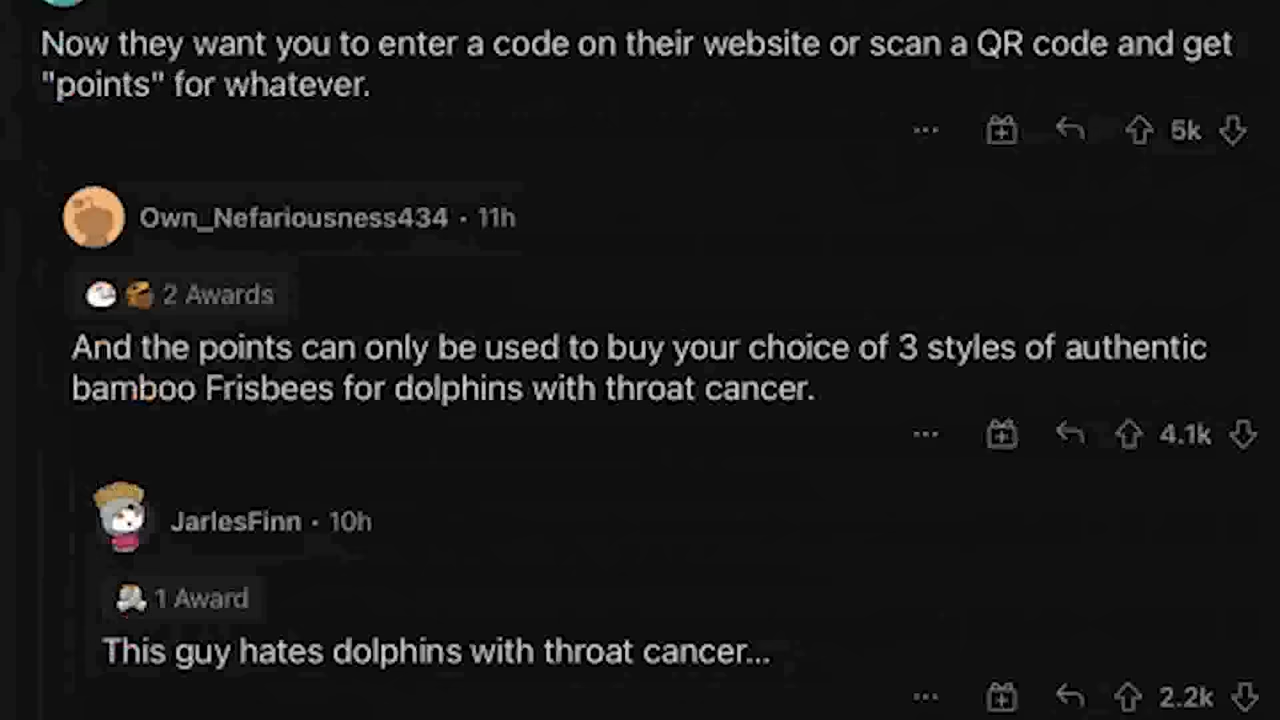 Now they want you to enter a code on their website or scan a QR code and get
"points" for whatever.
5k
Own_Nefariousness434 · 11h
2 Awards
And the points can only be used to buy your choice of 3 styles of authentic
bamboo Frisbees for dolphins with throat cancer.
4.1k
JarlesFinn · 10h
1 Award
This guy hates dolphins with throat cancer...
2.2k